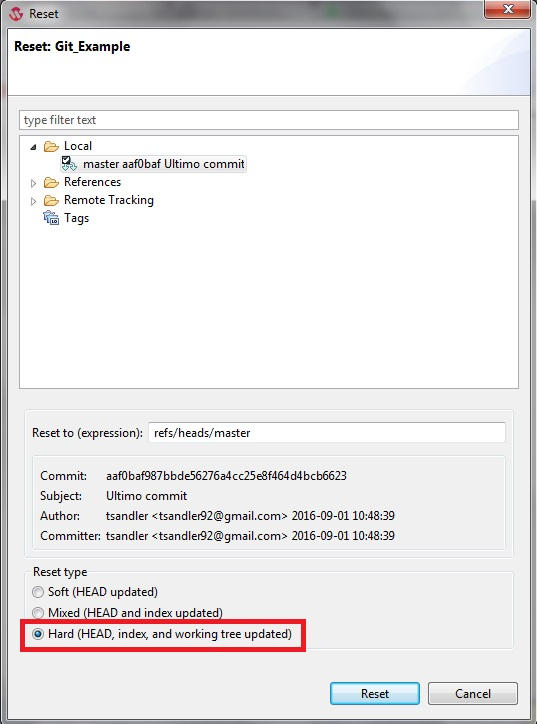 Reset
Reset: Git_Example
type filter text
Local
master aaf0baf Ultimo commit
References
Remote Tracking
Tags
Reset to (expression): refs/heads/master
Commit: aaf0baf987bbde56276a4cc25e8f464d4bcb6623
Subject: Ultimo commit
Author: tsandler <tsandler92@gmail.com> 2016-09-01 10:48:39
Committer: tsandler <tsandler92@gmail.com> 2016-09-01 10:48:39
Reset type
Soft (HEAD updated)
Mixed (HEAD and index updated)
Hard (HEAD, index, and working tree updated)
Reset Cancel